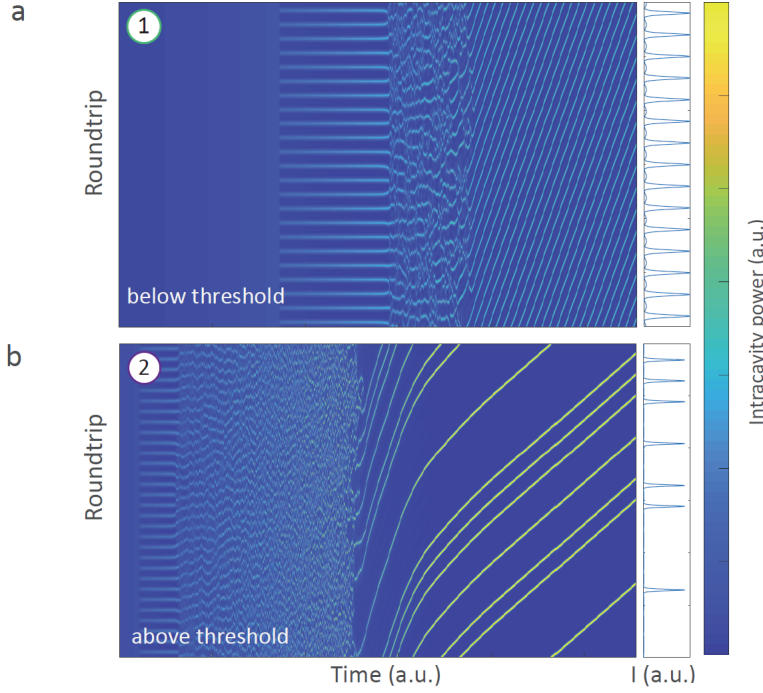 a
1
Roundtrip
below threshold
b
2
Roundtrip
above threshold
Time (a.u.)
I (a.u.)
Intracavity power (a.u.)